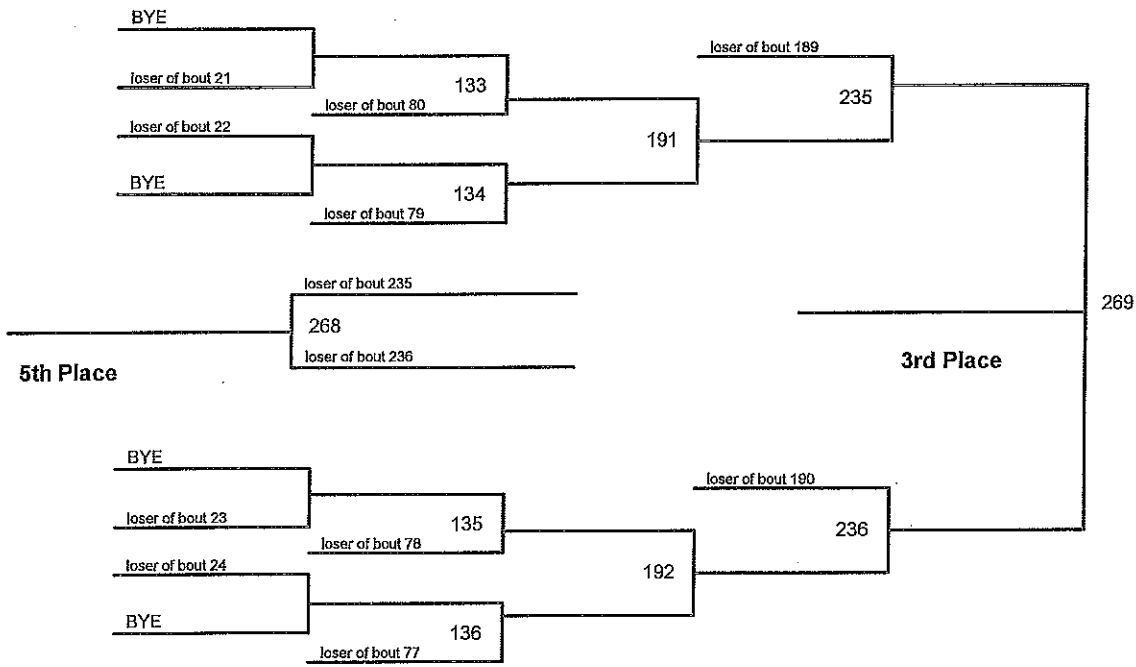 BYE
loser of bout 189
loser of bout 21
133
235
loser of bout 80
loser of bout 22
191
BYE
134
loser of bout 79
loser of bout 235
269
268
loser of bout 236
3rd Place
5th Place
BYE
loser of bout 190
loser of bout 23
135
236
loser of bout 78
loser of bout 24
192
BYE
136
loser of bout 77